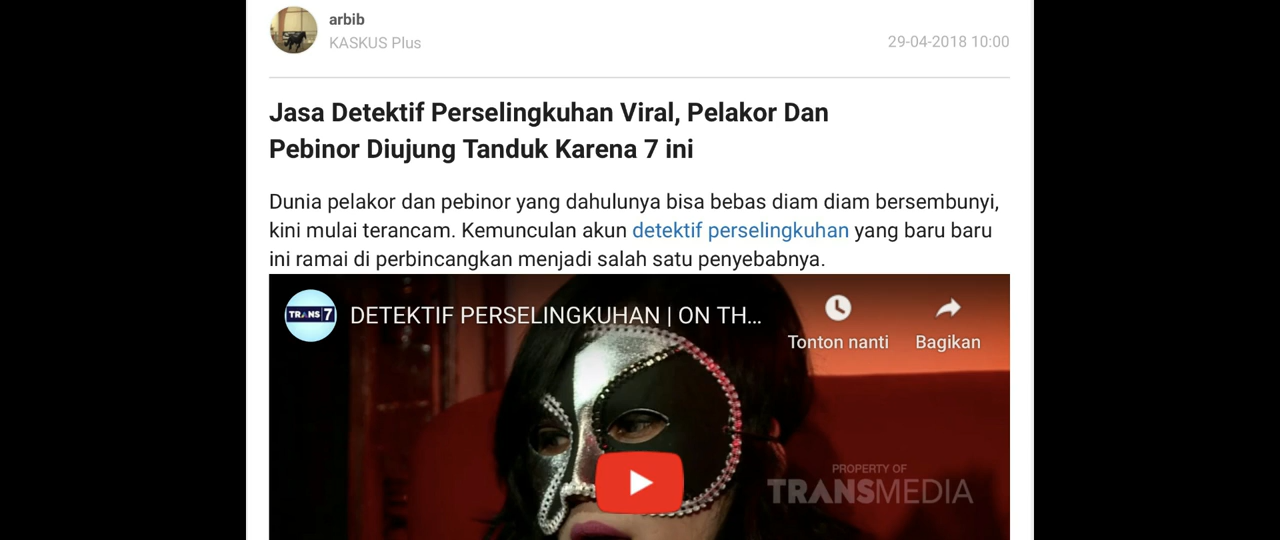 arbib
KASKUS Plus
29-04-2018 10:00
Jasa Detektif Perselingkuhan Viral, Pelakor Dan
Pebinor Diujung Tanduk Karena 7 ini
Dunia pelakor dan pebinor yang dahulunya bisa bebas diam diam bersembunyi,
kini mulai terancam. Kemunculan akun detektif perselingkuhan yang baru baru
ini ramai di perbincangkan menjadi salah satu penyebabnya.
TRANS 7
DETEKTIF PERSELINGKUHAN | ON TH...
Tonton nanti
Bagikan
PROPERTY OF
TRANSMEDIA